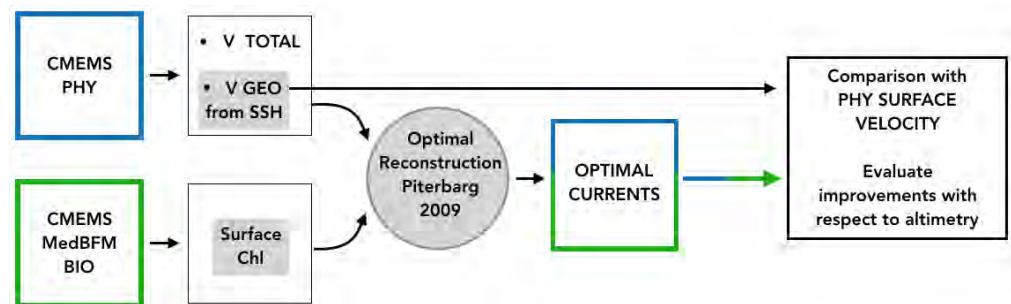 CMEMS
PHY
• V TOTAL
• V GEO
from SSH
CMEMS
MedBFM
BIO
Surface
Chl
Optimal
Reconstruction
Piterbarg
2009
OPTIMAL
CURRENTS
Comparison with
PHY SURFACE
VELOCITY
Evaluate
improvements with
respect to altimetry